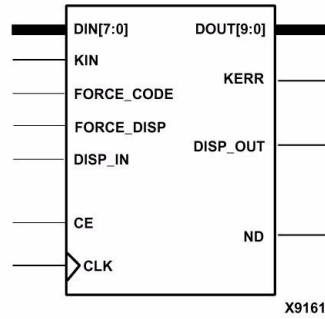 DIN[7:0] DOUT[9:0]
KIN
KERR
FORCE_CODE
FORCE_DISP
DISP_OUT
DISP_IN
CE
ND
CLK
X9161